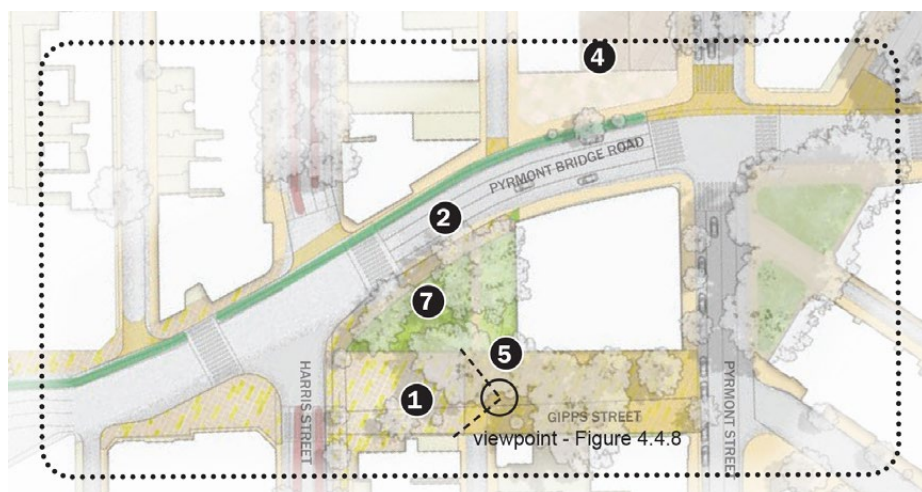 4
PYRMONT BRIDGE ROAD
2
7
5
1
HARRIS STREET
GIPPS STREET
PYRMONT STREET
viewpoint - Figure 4.4.8